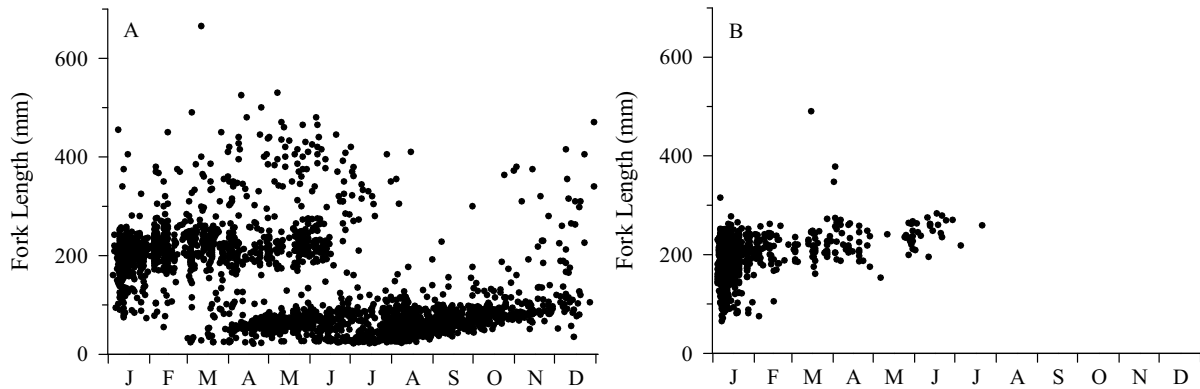 A
Fork Length (mm)
600
400
200
0
J F M A M J J A S O N D
B
Fork Length (mm)
600
400
200
0
J F M A M J J A S O N D